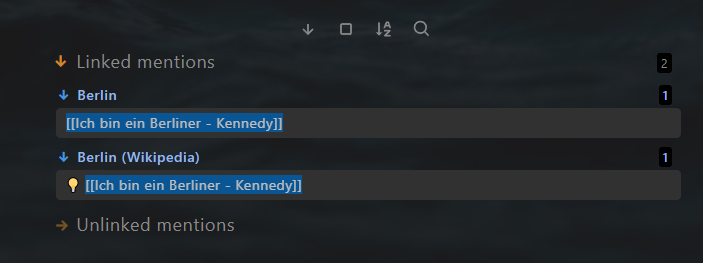 Linked mentions 2
Berlin 1
[[Ich bin ein Berliner - Kennedy]]
Berlin (Wikipedia) 1
[[Ich bin ein Berliner - Kennedy]]
Unlinked mentions